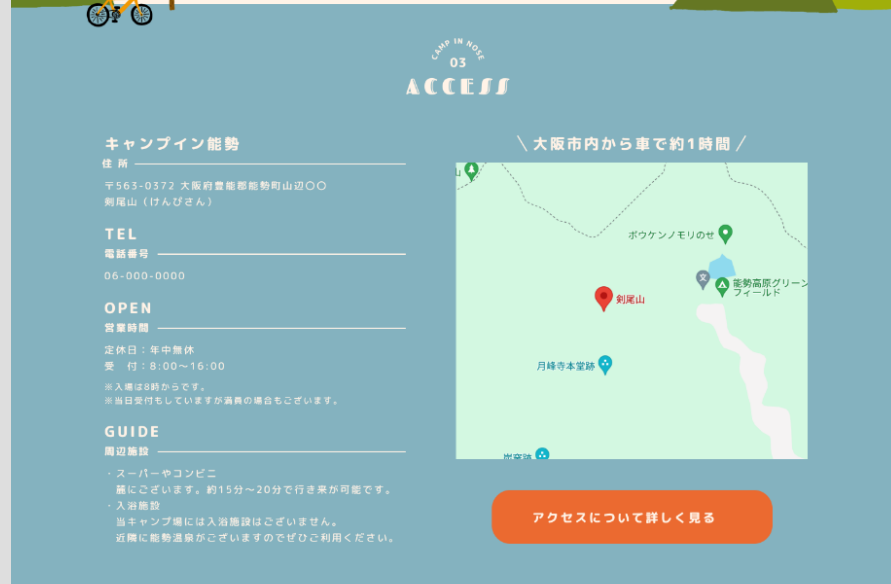 CAMP IN NOSE
03
ACCESS
キャンプイン能勢
住所
〒563-0372 大阪府豊能郡能勢町山辺〇〇
剣尾山(けんびさん)
TEL
電話番号
06-000-0000
OPEN
営業時間
定休日:年中無休
受 付:8:00〜16:00
※入場は8時からです。
※当日受付もしていますが満員の場合もございます。
GUIDE
周辺施設
・スーパーやコンビニ
麓にございます。約15分〜20分で行き来が可能です。
・入浴施設
当キャンプ場には入浴施設はございません。
近隣に能勢温泉がございますのでぜひご利用ください。
\ 大阪市内から車で約1時間 /
山
ボウケンノモリのせ
文
能勢高原グリーン
フィールド
剣尾山
月峰寺本堂跡
炭窯跡
アクセスについて詳しく見る